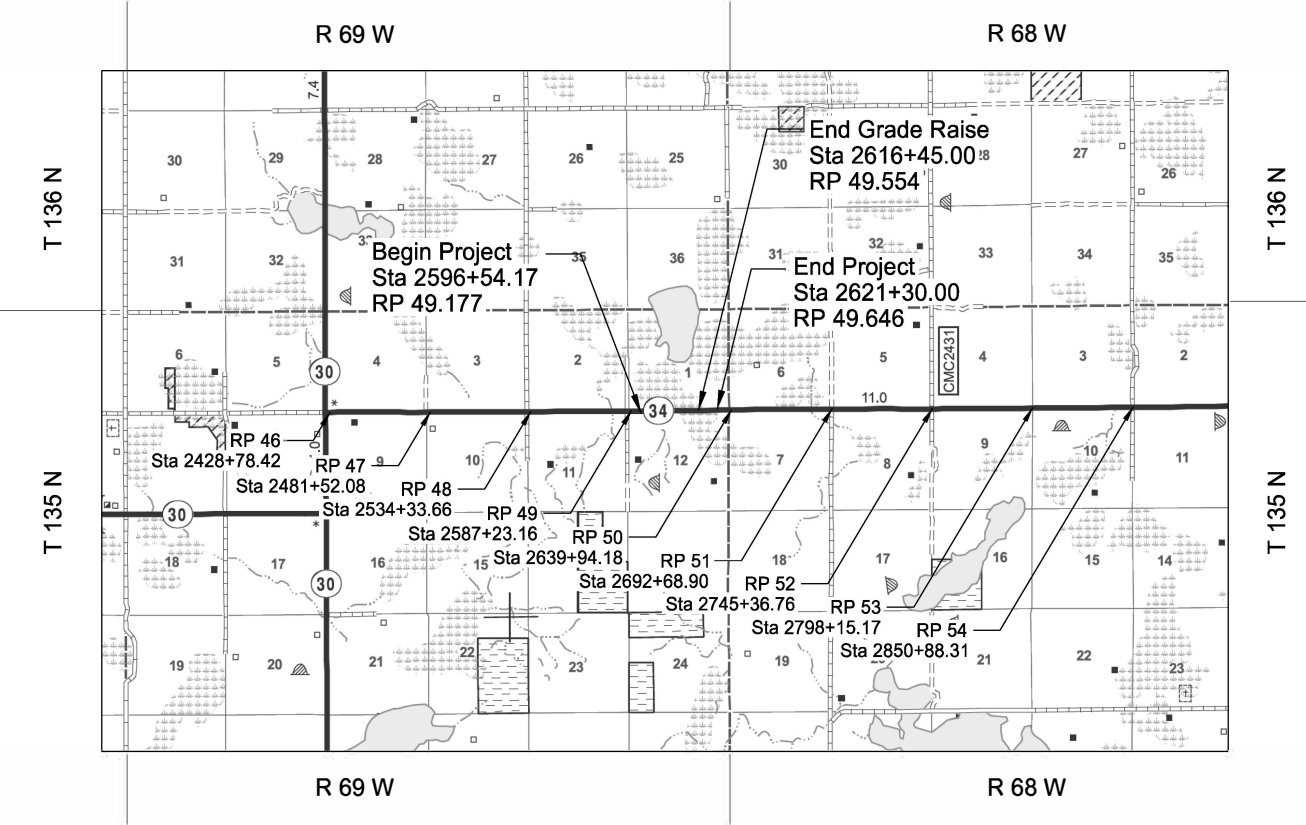 R 69 W
R 68 W
7.4
T 136 N
T 136 N
30
29
28
27
26
25
30
End Grade Raise
Sta 2616+45.00
RP 49.554
27
26
31
32
35
36
31
32
33
34
35
Begin Project
Sta 2596+54.17
RP 49.177
End Project
Sta 2621+30.00
RP 49.646
6
5
30
4
3
2
1
6
5
CMC2431
4
3
2
*
34
11.0
RP 46
Sta 2428+78.42
RP 47
Sta 2481+52.08
RP 48
Sta 2534+33.66
RP 49
Sta 2587+23.16
RP 50
Sta 2639+94.18
RP 51
Sta 2692+68.90
RP 52
Sta 2745+36.76
RP 53
Sta 2798+15.17
RP 54
Sta 2850+88.31
9
10
11
12
7
8
9
10
11
T 135 N
T 135 N
30
*
18
17
30
16
15
18
17
16
15
14
19
20
21
22
23
24
19
21
22
23
R 69 W
R 68 W